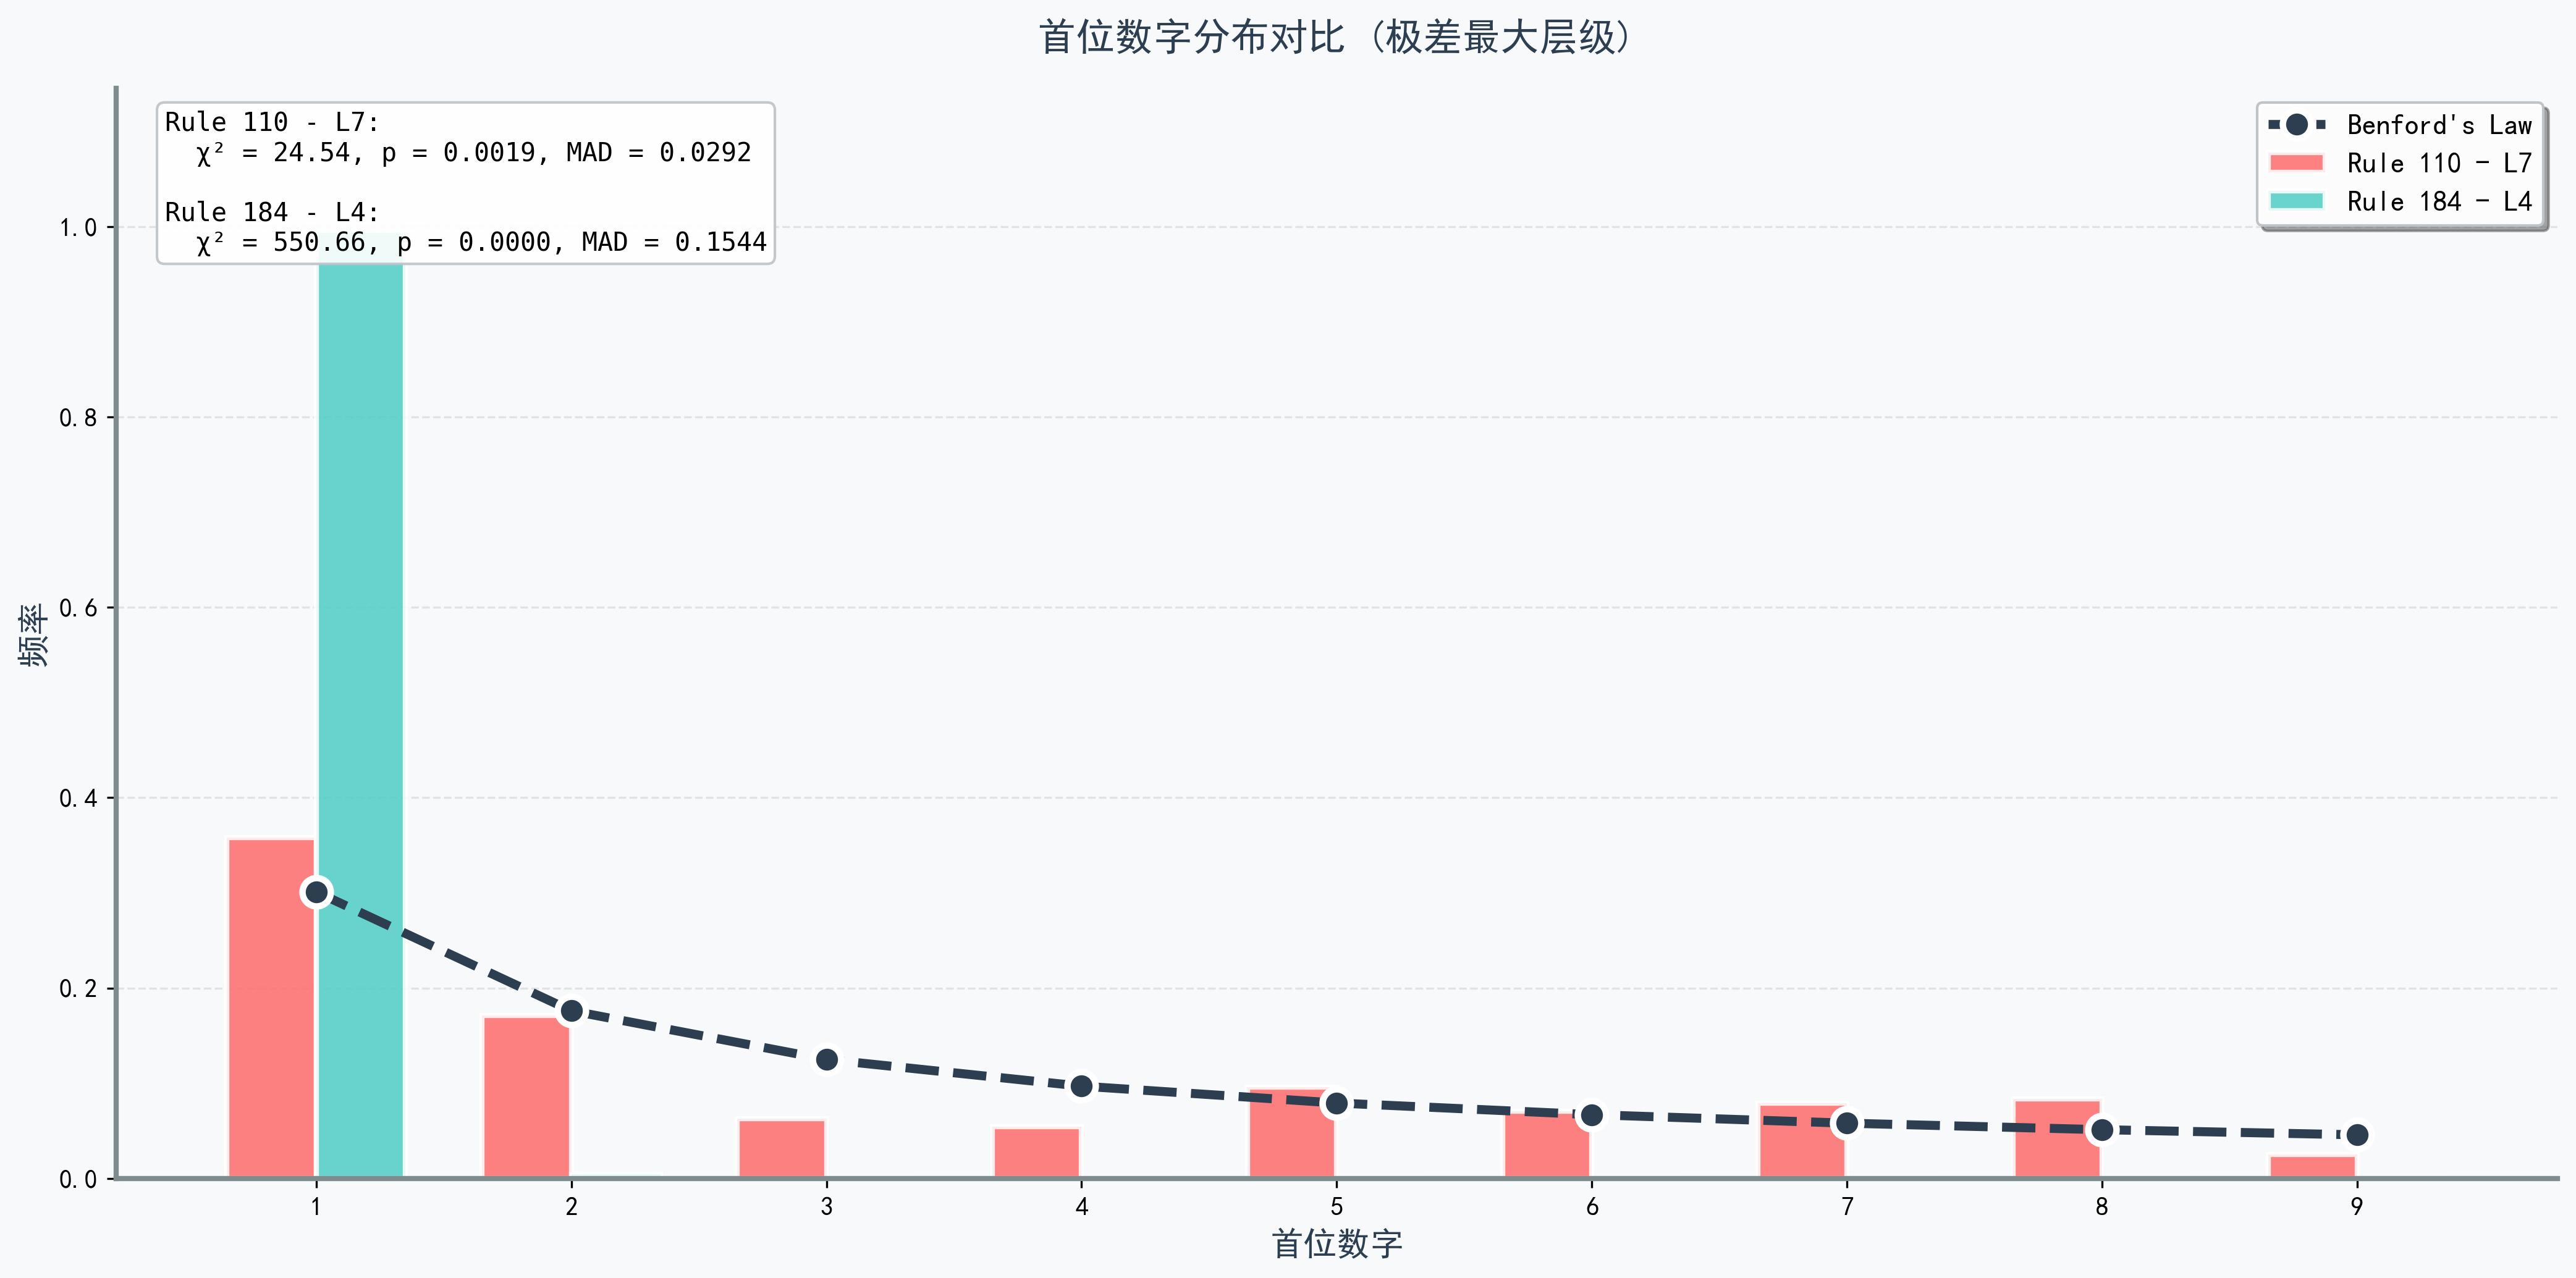 首位数字分布对比 (极差最大层级)
Rule 110 - L7:
χ² = 24.54, p = 0.0019, MAD = 0.0292
Rule 184 - L4:
χ² = 550.66, p = 0.0000, MAD = 0.1544
Benford's Law
Rule 110 - L7
Rule 184 - L4
频率
1.0
0.8
0.6
0.4
0.2
0.0
1 2 3 4 5 6 7 8 9
首位数字